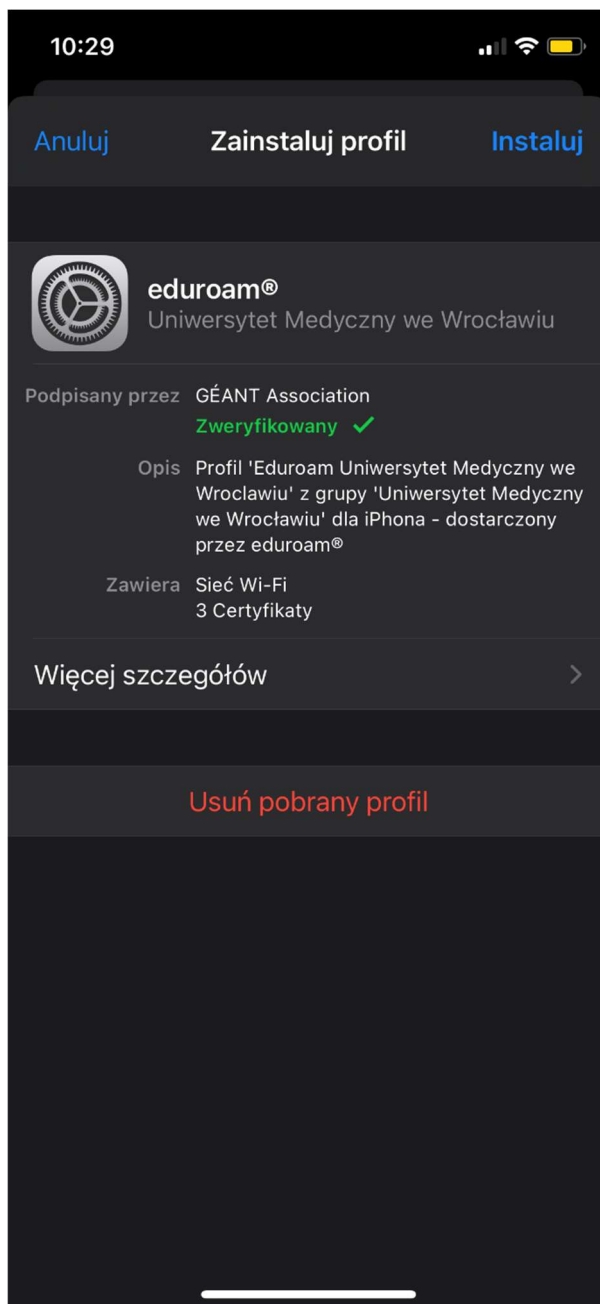 10:29
Anuluj Zainstaluj profil Instaluj
eduroam®
Uniwersytet Medyczny we Wrocławiu
Podpisany przez GÉANT Association
Zweryfikowany ✓
Opis Profil 'Eduroam Uniwersytet Medyczny we
Wroclawiu' z grupy 'Uniwersytet Medyczny
we Wrocławiu' dla iPhona - dostarczony
przez eduroam®
Zawiera Sieć Wi-Fi
3 Certyfikaty
Więcej szczegółów
Usuń pobrany profil